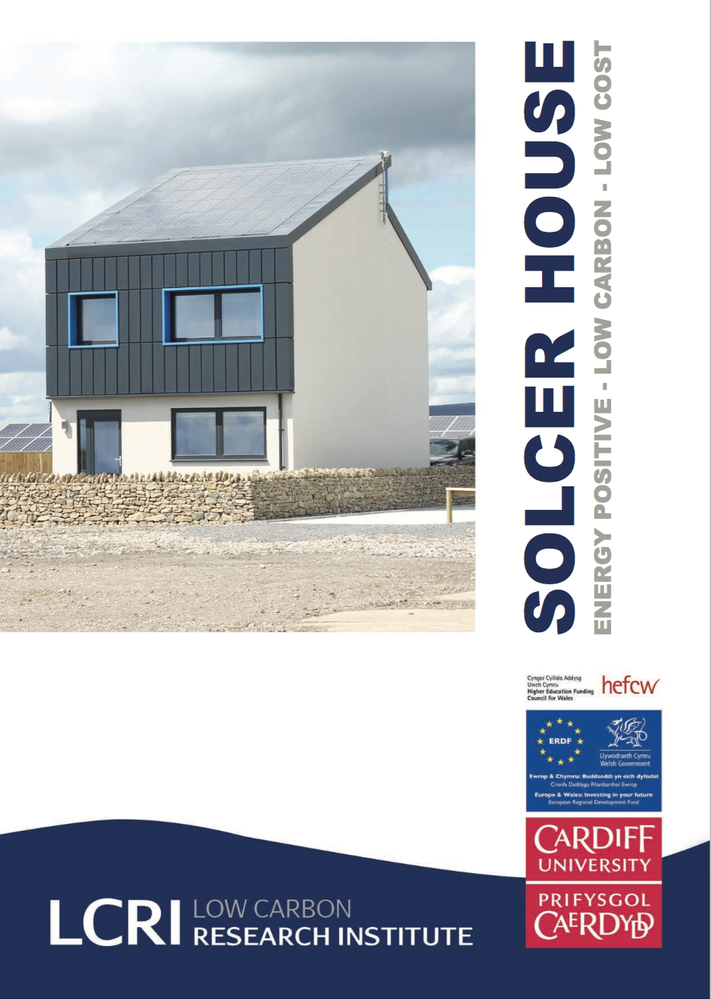 SOLCER HOUSE
ENERGY POSITIVE - LOW CARBON - LOW COST
Cyngor Cyllido Addysg
Uwch Cymru
Higher Education Funding
Council for Wales
hefcw
ERDF
Llywodraeth Cymru
Welsh Government
Ewrop & Chymru: Buddsoddi yn eich dyfodol
Cronfa Datblygu Rhanbarthol Ewrop
Europe & Wales: Investing in your future
European Regional Development Fund
CARDIFF
UNIVERSITY
PRIFYSGOL
CAERDYDD
LCRI
LOW CARBON
RESEARCH INSTITUTE